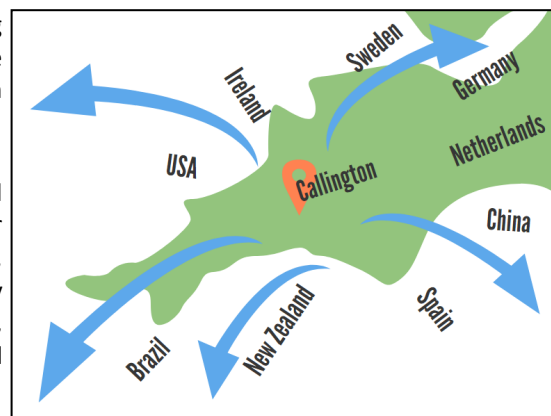 Sweden
Ireland
Germany
Netherlands
USA
Callington
China
Spain
New Zealand
Brazil